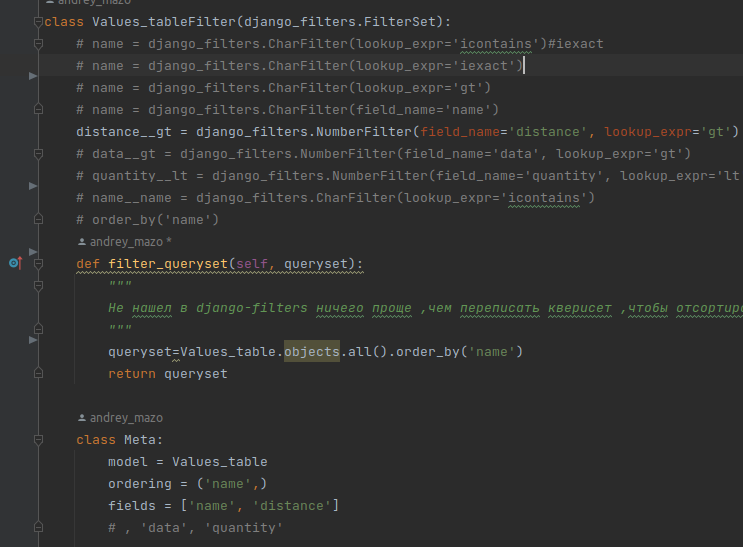 andrey_mazo
class Values_tableFilter(django_filters.FilterSet):
# name = django_filters.CharFilter(lookup_expr='icontains')#iexact
# name = django_filters.CharFilter(lookup_expr='iexact')
# name = django_filters.CharFilter(lookup_expr='gt')
# name = django_filters.CharFilter(field_name='name')
distance__gt = django_filters.NumberFilter(field_name='distance', lookup_expr='gt')
# data__gt = django_filters.NumberFilter(field_name='data', lookup_expr='gt')
# quantity__lt = django_filters.NumberFilter(field_name='quantity', lookup_expr='lt
# name__name = django_filters.CharFilter(lookup_expr='icontains')
# order_by('name')
andrey_mazo *
def filter_queryset(self, queryset):
"""
Не нашел в django-filters ничего проще ,чем переписать кверисет ,чтобы отсортиро
"""
queryset=Values_table.objects.all().order_by('name')
return queryset
andrey_mazo
class Meta:
model = Values_table
ordering = ('name',)
fields = ['name', 'distance']
# , 'data', 'quantity'